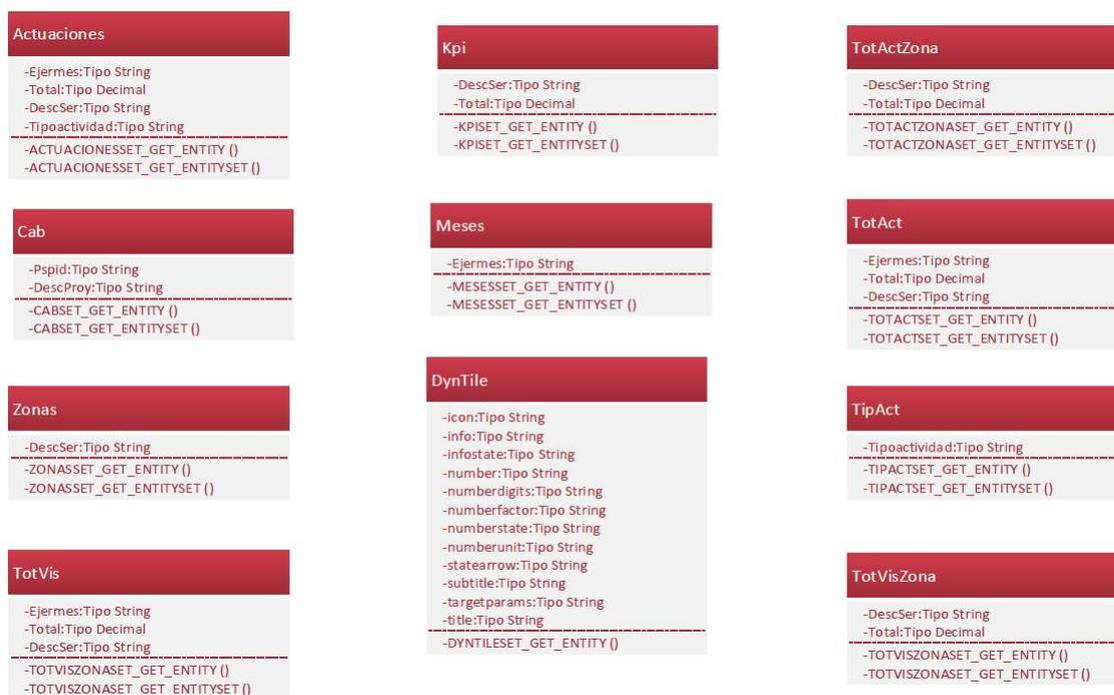 Actuaciones
-Ejermes:Tipo String
-Total:Tipo Decimal
-DescSer:Tipo String
-Tipoactividad:Tipo String
-ACTUACIONESSET_GET_ENTITY ()
-ACTUACIONESSET_GET_ENTITYSET ()
Cab
-Pspid:Tipo String
-DescProy:Tipo String
-CABSET_GET_ENTITY ()
-CABSET_GET_ENTITYSET ()
Zonas
-DescSer:Tipo String
-ZONASSET_GET_ENTITY ()
-ZONASSET_GET_ENTITYSET ()
TotVis
-Ejermes:Tipo String
-Total:Tipo Decimal
-DescSer:Tipo String
-TOTVISZONASET_GET_ENTITY ()
-TOTVISZONASET_GET_ENTITYSET ()
Kpi
-DescSer:Tipo String
-Total:Tipo Decimal
-KPISET_GET_ENTITY ()
-KPISET_GET_ENTITYSET ()
Meses
-Ejermes:Tipo String
-MESESSET_GET_ENTITY ()
-MESESSET_GET_ENTITYSET ()
DynTile
-icon:Tipo String
-info:Tipo String
-infostate:Tipo String
-number:Tipo String
-numberdigits:Tipo String
-numberfactor:Tipo String
-numberstate:Tipo String
-numberunit:Tipo String
-statearrow:Tipo String
-subtitle:Tipo String
-targetparams:Tipo String
-title:Tipo String
-DYNTILESET_GET_ENTITY ()
TotActZona
-DescSer:Tipo String
-Total:Tipo Decimal
-TOTACTZONASET_GET_ENTITY ()
-TOTACTZONASET_GET_ENTITYSET ()
TotAct
-Ejermes:Tipo String
-Total:Tipo Decimal
-DescSer:Tipo String
-TOTACTSET_GET_ENTITY ()
-TOTACTSET_GET_ENTITYSET ()
TipAct
-Tipoactividad:Tipo String
-TIPACTSET_GET_ENTITY ()
-TIPACTSET_GET_ENTITYSET ()
TotVisZona
-DescSer:Tipo String
-Total:Tipo Decimal
-TOTVISZONASET_GET_ENTITY ()
-TOTVISZONASET_GET_ENTITYSET ()